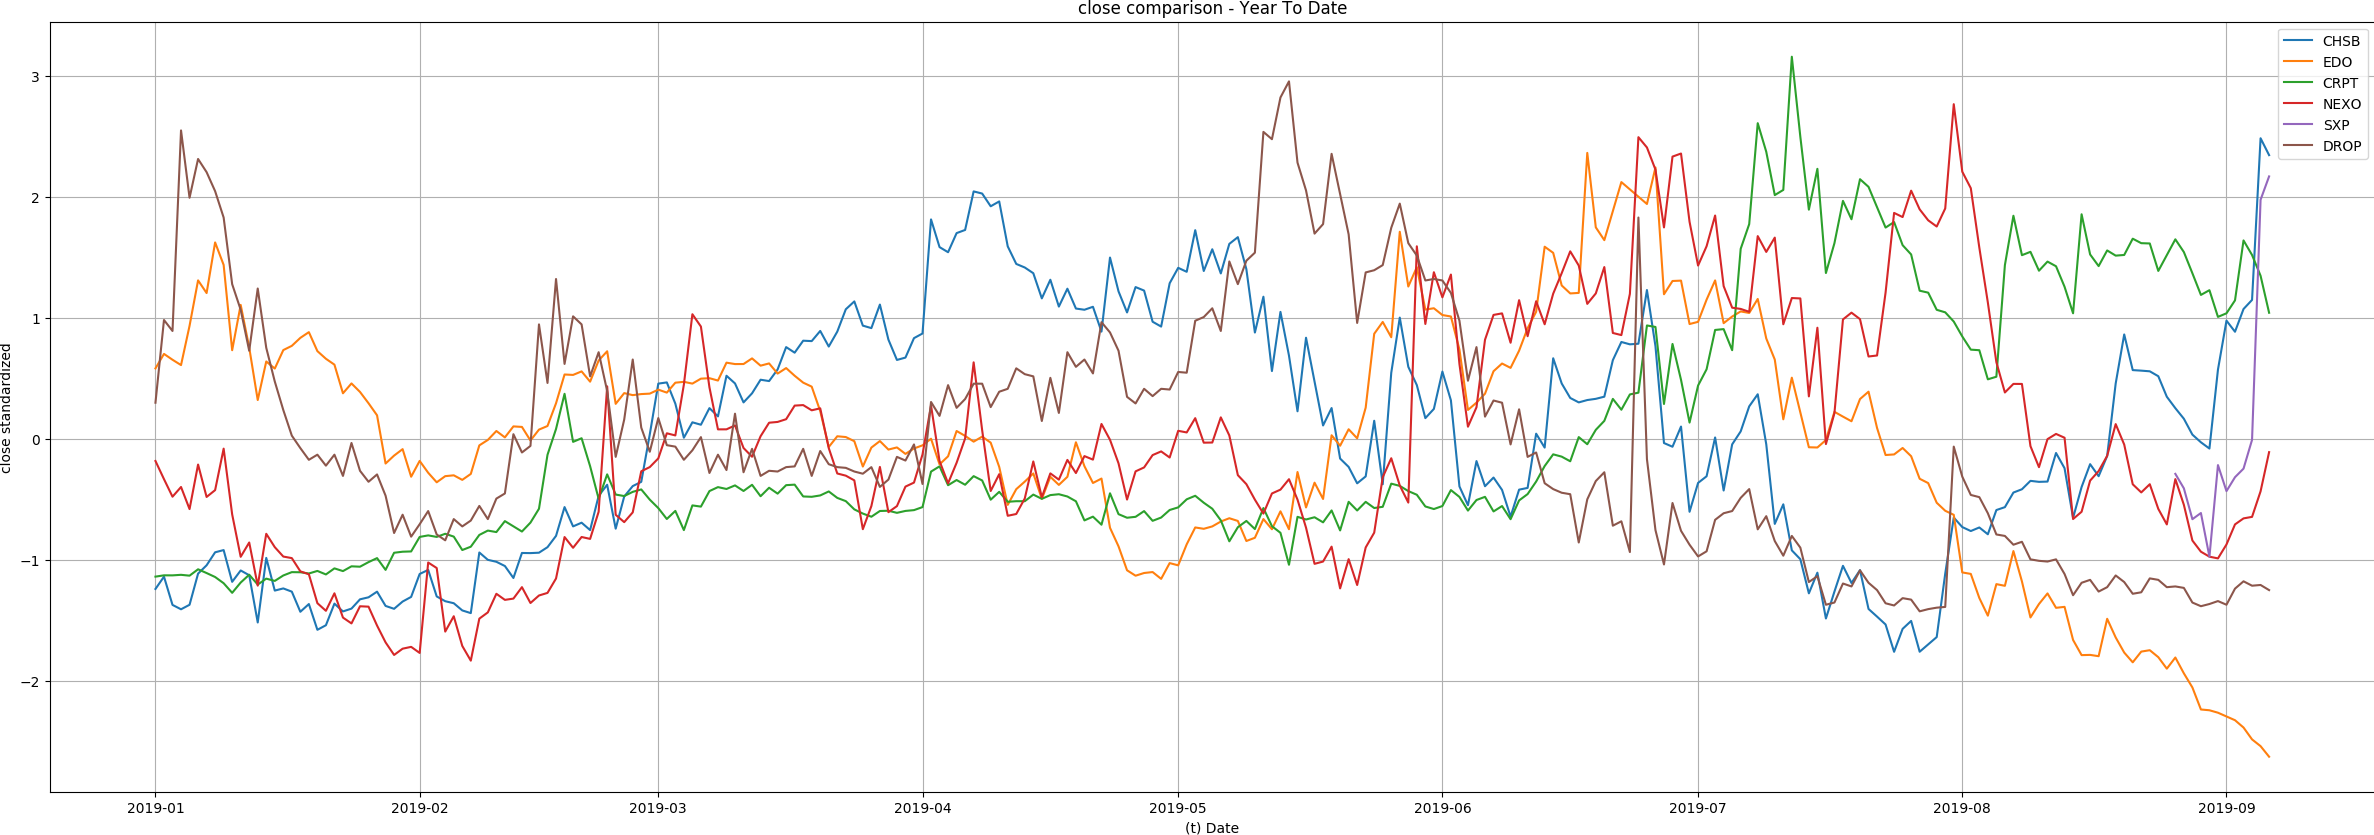 close comparison - Year To Date
CHSB
EDO
CRPT
NEXO
SXP
DROP
close standardized
3
2
1
0
−1
−2
2019-01
2019-02
2019-03
2019-04
2019-05
2019-06
2019-07
2019-08
2019-09
(t) Date